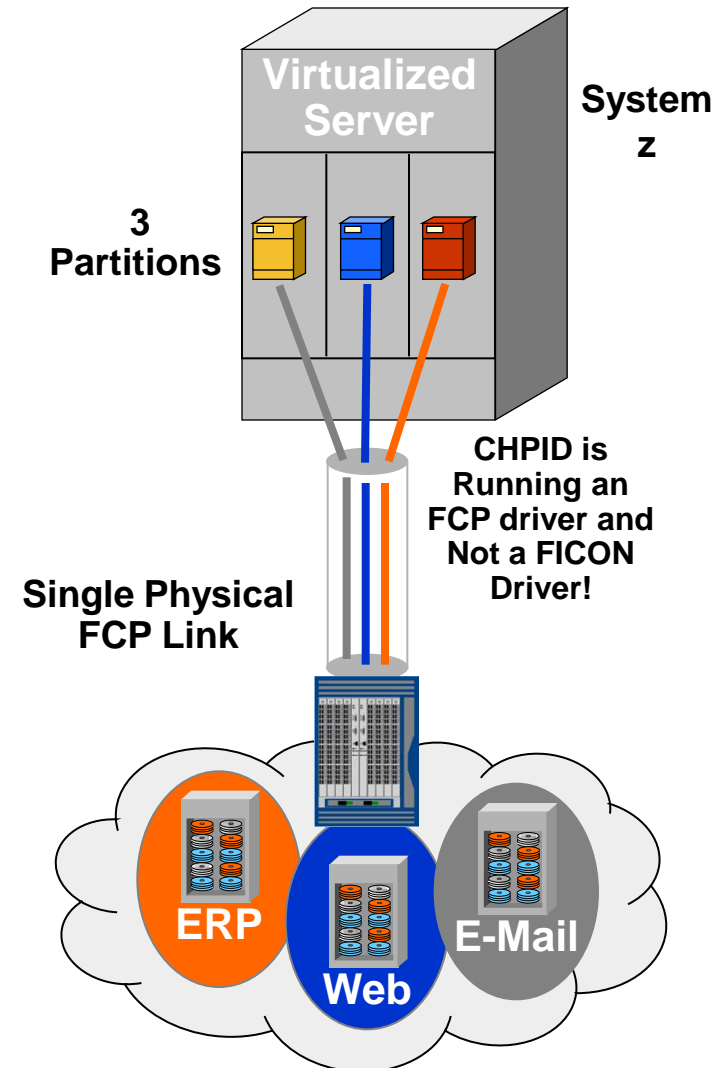 Virtualized
Server
System
z
3
Partitions
CHPID is
Running an
FCP driver and
Not a FICON
Driver!
Single Physical
FCP Link
ERP
Web
E-Mail